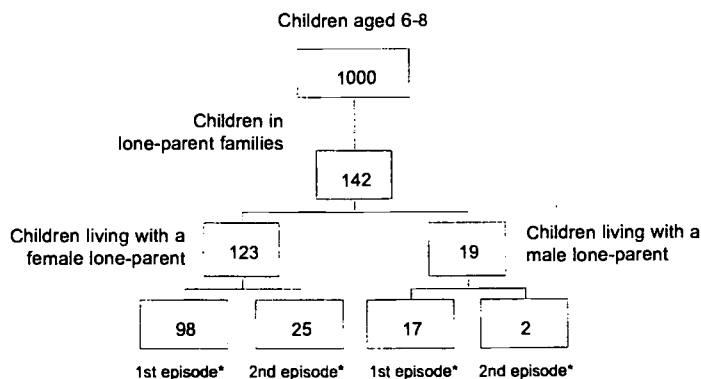 Children aged 6-8
1000
Children in
lone-parent families
142
Children living with a
female lone-parent
123
19
Children living with a
male lone-parent
98
25
17
2
1st episode*
2nd episode*
1st episode*
2nd episode*